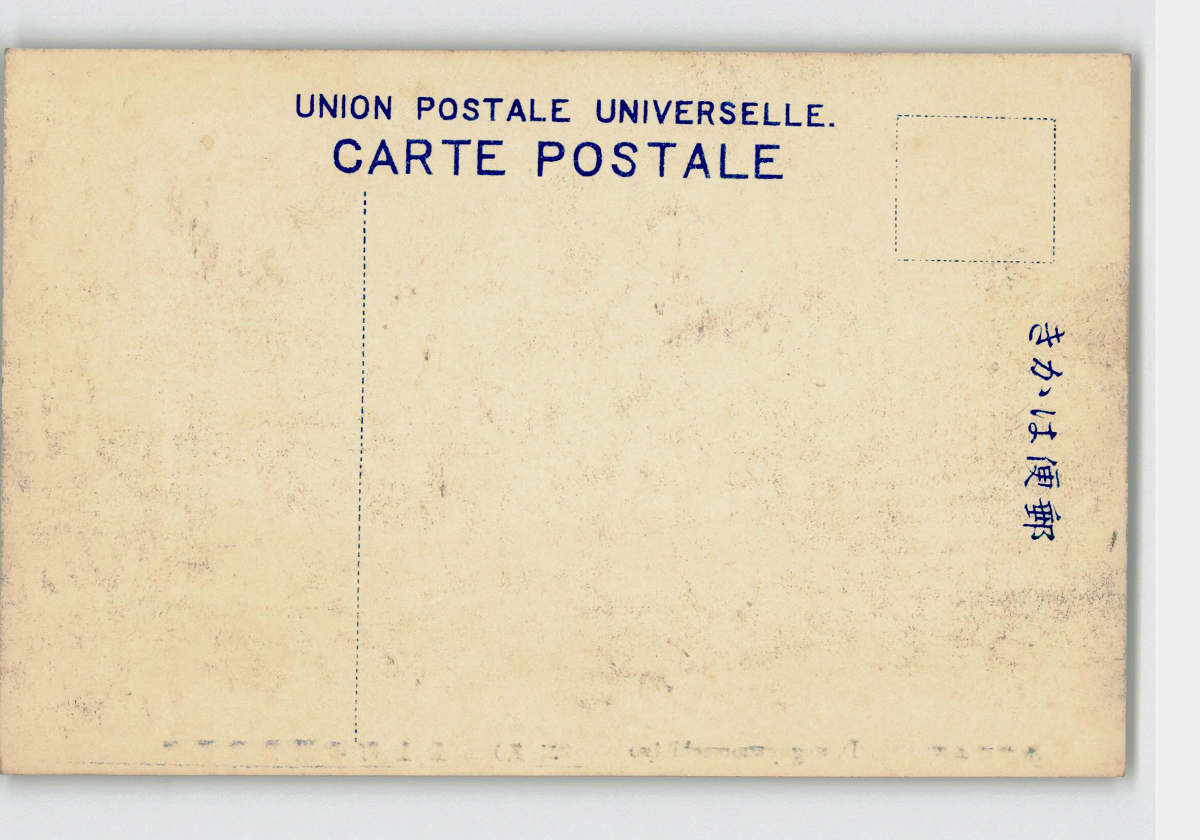 UNION POSTALE UNIVERSELLE.
CARTE POSTALE
きかは便郵